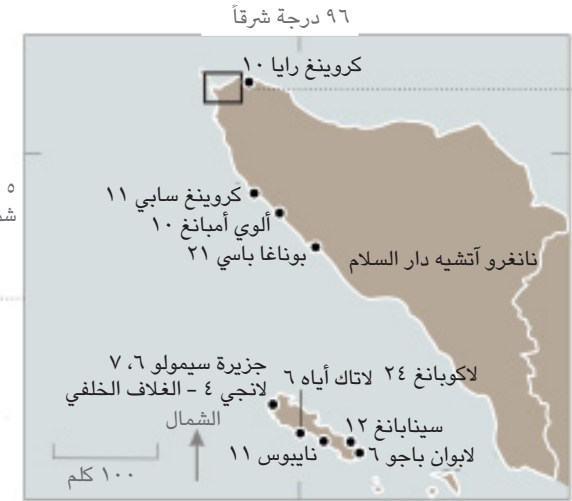 ٩٦ درجة شرقاً
كروينغ رايا ١٠
٥
كروينغ سابي ١١
ألوي أمبانغ ١٠
بوناغا باسي ٢١
نانغرو آتشيه دار السلام
جزيرة سيمولو ٦، ٧
لاتاك أياه ٦
لاكوبانغ ٢٤
لانجي ٤ - الغلاف الخلفي
الشمال
سينابانغ ١٢
نايبوس ١١
لابوان باجو ٦
١٠٠ كلم